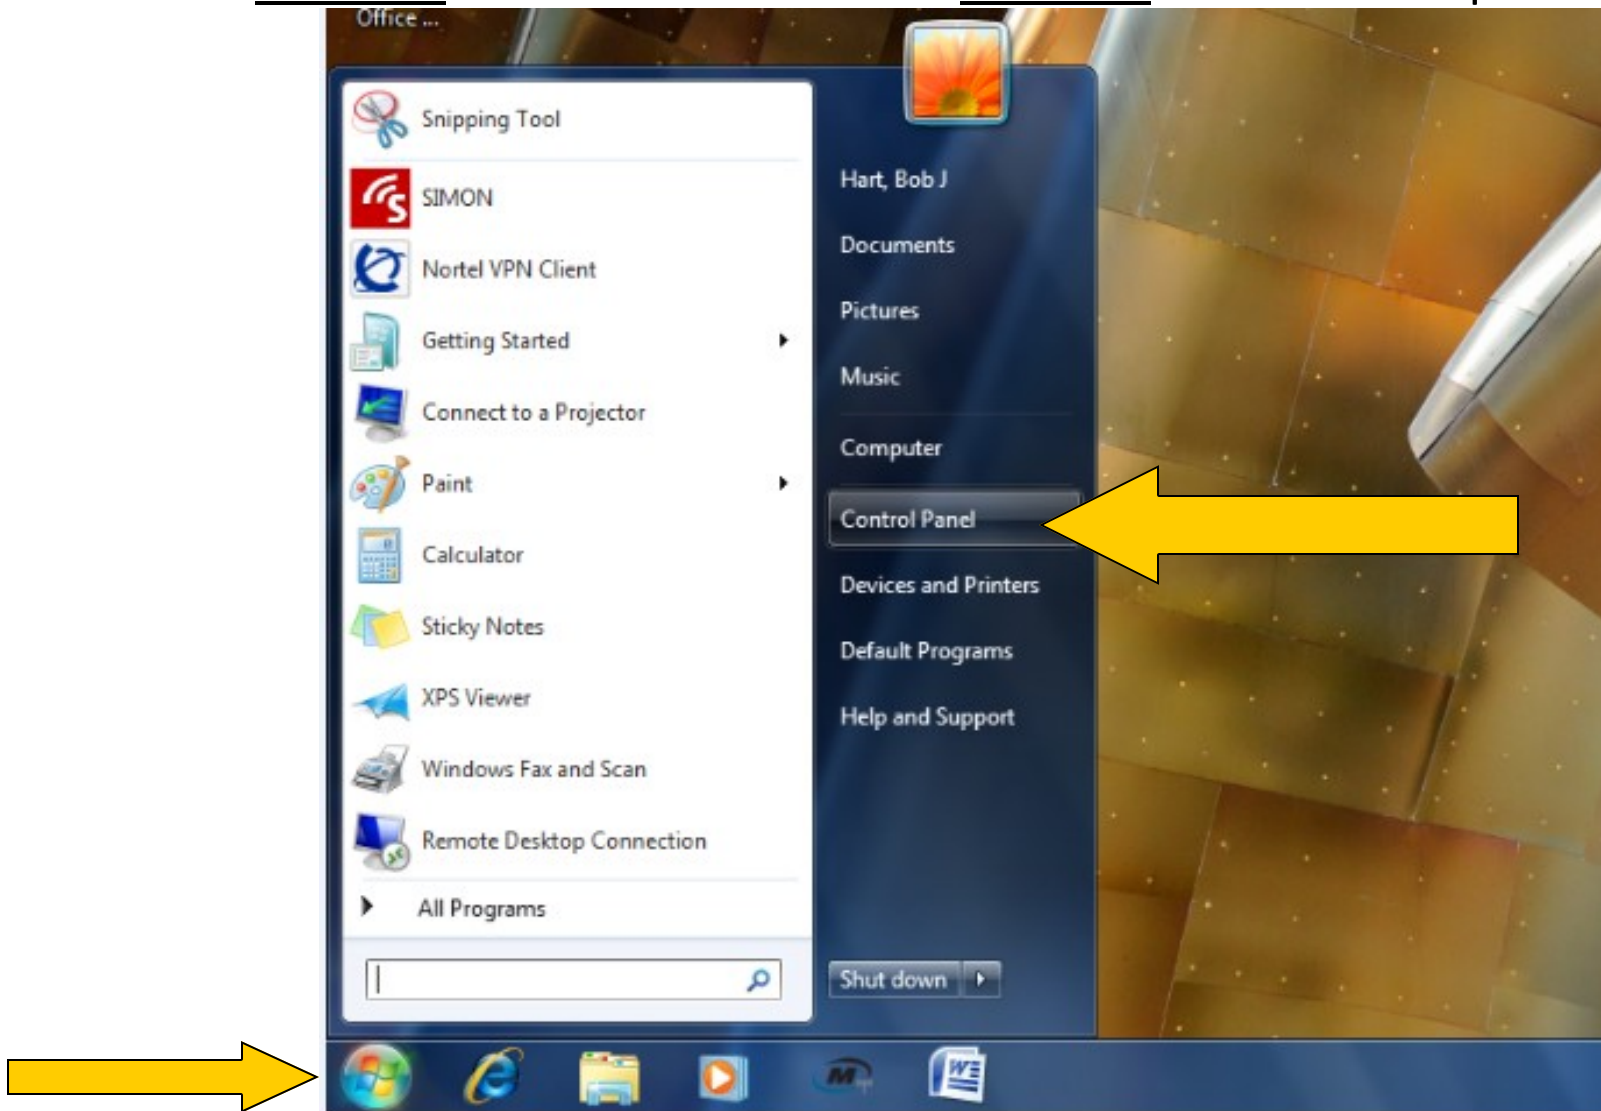 Office ...
Snipping Tool
SIMON
Nortel VPN Client
Getting Started
Connect to a Projector
Paint
Calculator
Sticky Notes
XPS Viewer
Windows Fax and Scan
Remote Desktop Connection
All Programs
Hart, Bob J
Documents
Pictures
Music
Computer
Control Panel
Devices and Printers
Default Programs
Help and Support
Shut down